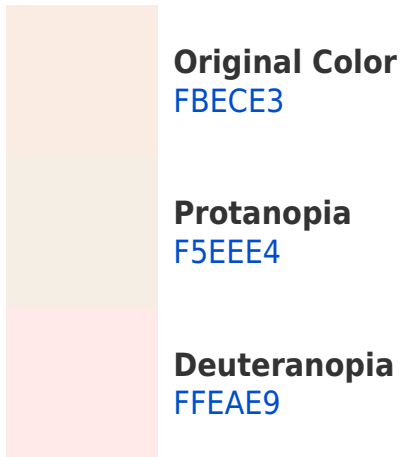 Original Color
FBECE3
Protanopia
F5EEE4
Deuteranopia
FFEAE9